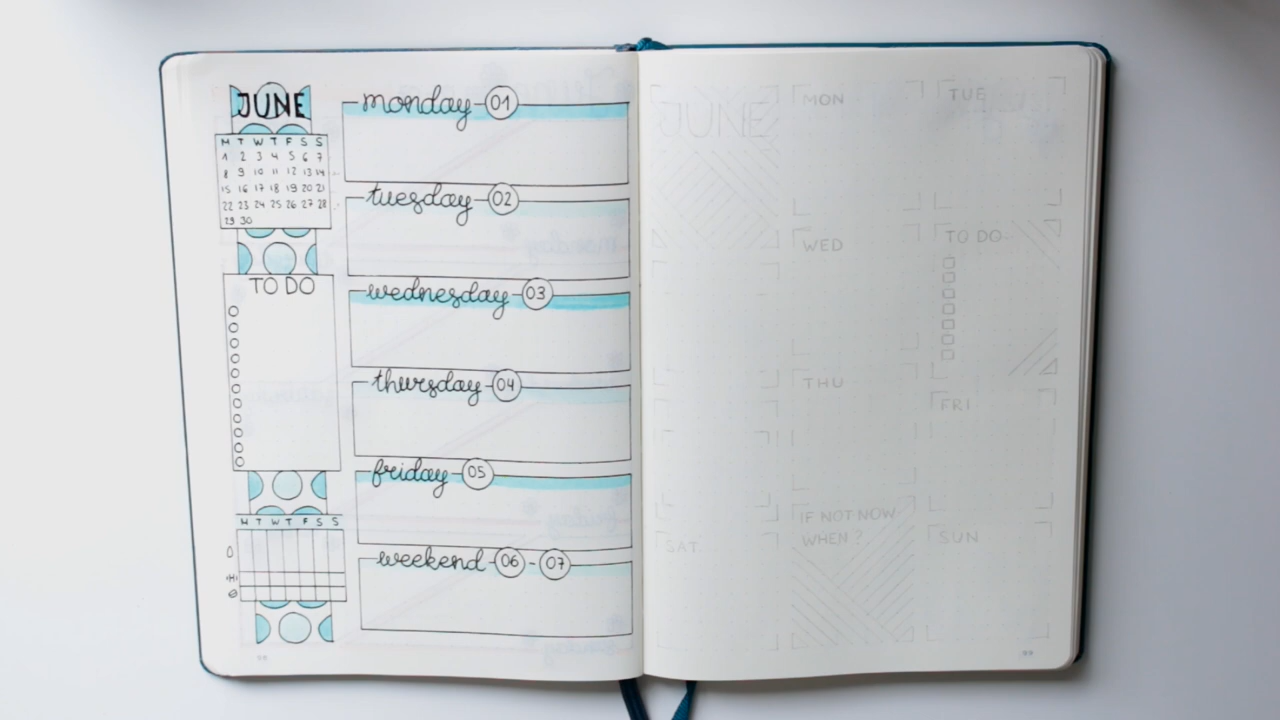 JUNE
M T W T F S S
1 2 3 4 5 6 7
8 9 10 11 12 13 14
15 16 17 18 19 20 21
22 23 24 25 26 27 28
29 30
TO DO
M T W T F S S
monday 01
tuesday 02
wednesday 03
thursday 04
friday 05
weekend 06 - 07
JUNE
MON
TUE
WED
TO DO
THU
FRI
IF NOT NOW
WHEN ?
SAT
SUN